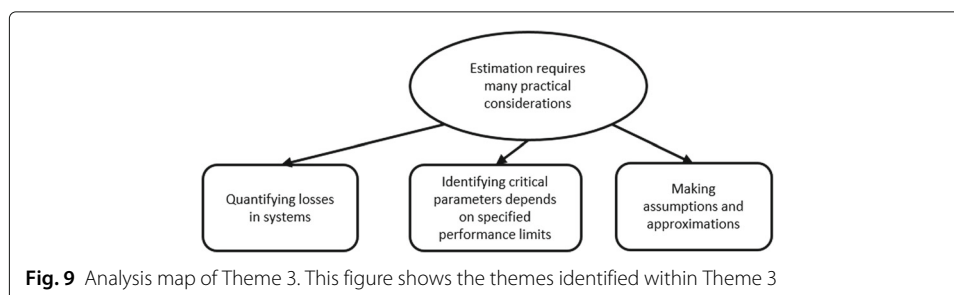 Estimation requires
many practical
considerations
Quantifying losses
in systems
Identifying critical
parameters depends
on specified
performance limits
Making
assumptions and
approximations
Fig. 9 Analysis map of Theme 3. This figure shows the themes identified within Theme 3